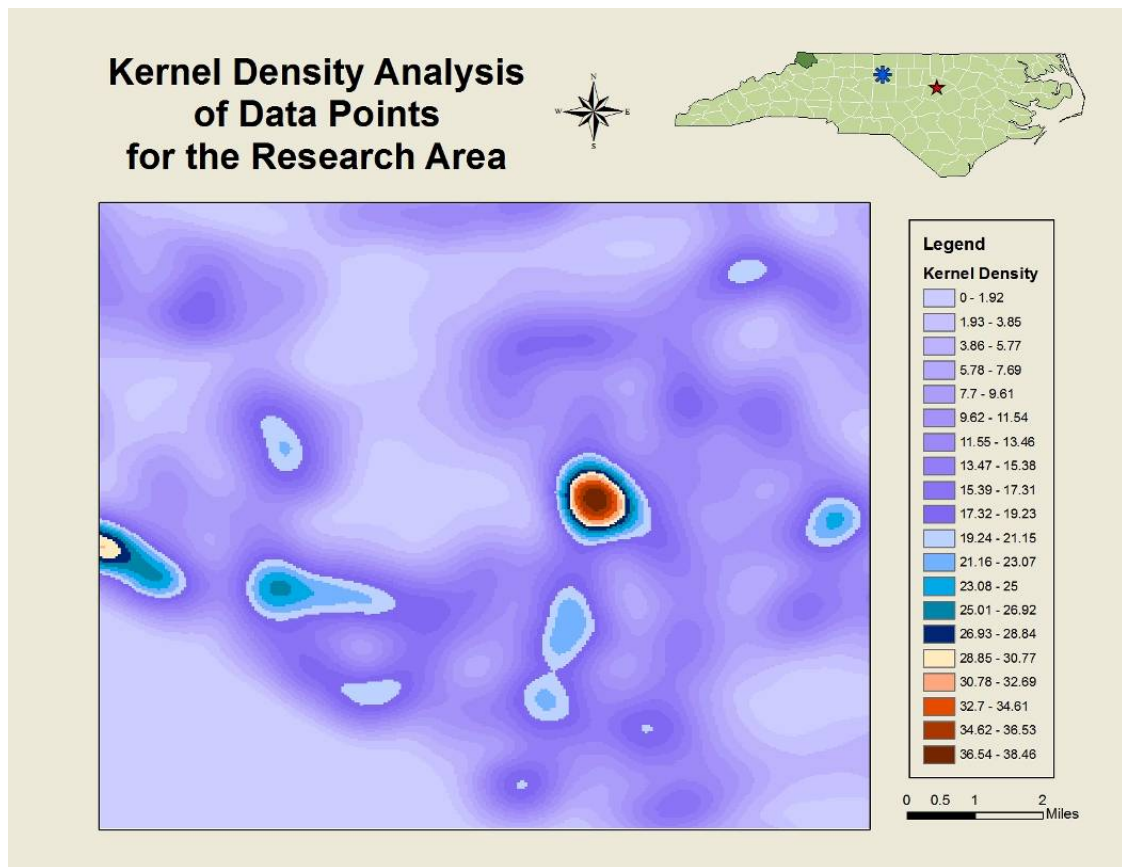 Kernel Density Analysis
of Data Points
for the Research Area
N
W
E
S
Legend
Kernel Density
0 - 1.92
1.93 - 3.85
3.86 - 5.77
5.78 - 7.69
7.7 - 9.61
9.62 - 11.54
11.55 - 13.46
13.47 - 15.38
15.39 - 17.31
17.32 - 19.23
19.24 - 21.15
21.16 - 23.07
23.08 - 25
25.01 - 26.92
26.93 - 28.84
28.85 - 30.77
30.78 - 32.69
32.7 - 34.61
34.62 - 36.53
36.54 - 38.46
0 0.5 1 2
Miles